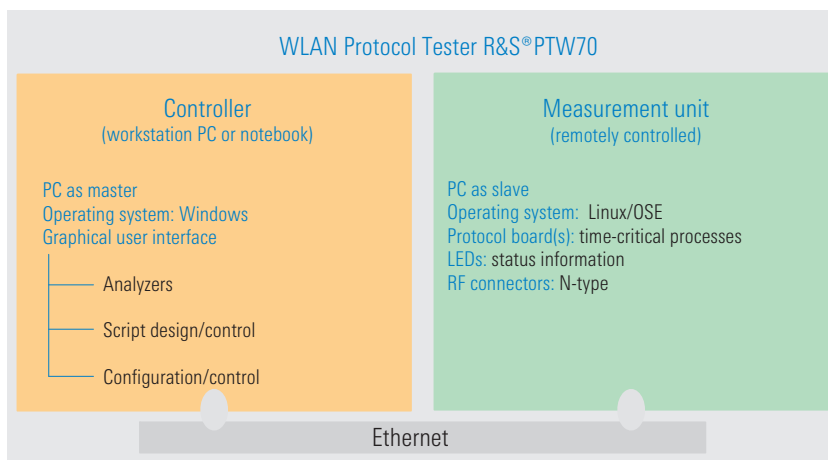 WLAN Protocol Tester R&S®PTW70
Controller
(workstation PC or notebook)
PC as master
Operating system: Windows
Graphical user interface
Analyzers
Script design/control
Configuration/control
Measurement unit
(remotely controlled)
PC as slave
Operating system: Linux/OSE
Protocol board(s): time-critical processes
LEDs: status information
RF connectors: N-type
Ethernet